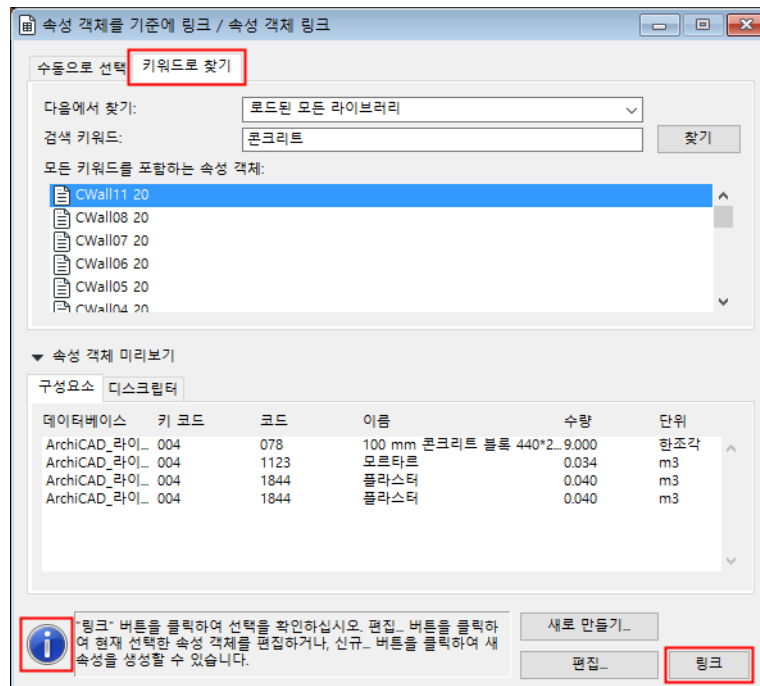 속성 객체를 기준에 링크 / 속성 객체 링크
수동으로 선택 키워드로 찾기
다음에서 찾기: 로드된 모든 라이브러리
검색 키워드: 콘크리트 찾기
모든 키워드를 포함하는 속성 객체:
CWall11 20
CWall08 20
CWall07 20
CWall06 20
CWall05 20
CWall04 20
속성 객체 미리보기
구성요소 디스크립터
데이터베이스 키 코드 코드 이름 수량 단위
ArchiCAD_라이... 004 078 100 mm 콘크리트 블록 440*2... 9.000 한조각
ArchiCAD_라이... 004 1123 모르타르 0.034 m3
ArchiCAD_라이... 004 1844 플라스터 0.040 m3
ArchiCAD_라이... 004 1844 플라스터 0.040 m3
"링크" 버튼을 클릭하여 선택을 확인하십시오. 편집... 버튼을 클릭하
여 현재 선택한 속성 객체를 편집하거나, 신규... 버튼을 클릭하여 새
속성을 생성할 수 있습니다.
새로 만들기...
편집... 링크